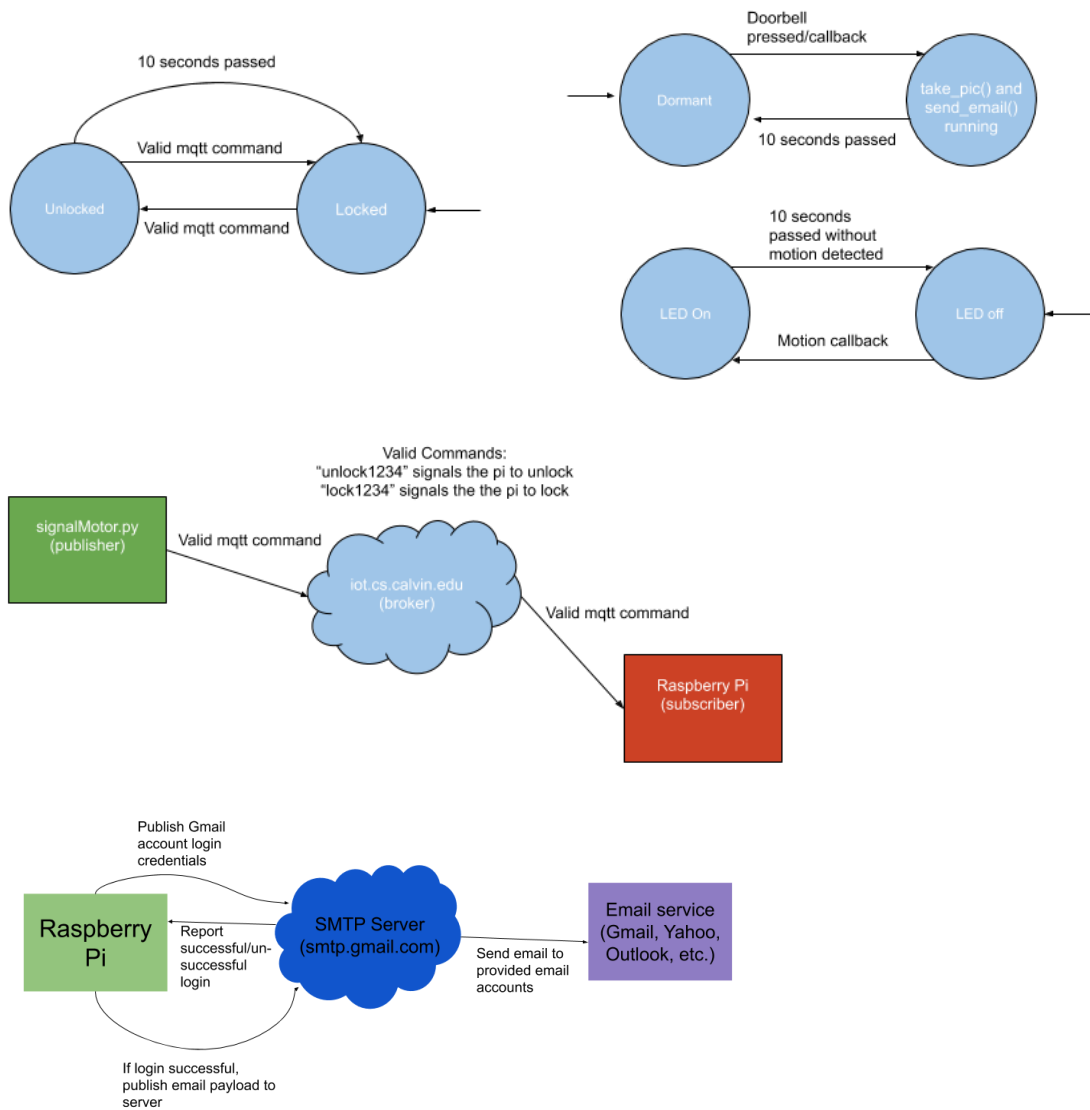 10 seconds passed
Valid mqtt command
Unlocked
Locked
Valid mqtt command
Doorbell
pressed/callback
Dormant
take_pic() and
send_email()
running
10 seconds passed
10 seconds
passed without
motion detected
LED On
LED off
Motion callback
Valid Commands:
“unlock1234” signals the pi to unlock
“lock1234” signals the the pi to lock
signalMotor.py
(publisher)
Valid mqtt command
iot.cs.calvin.edu
(broker)
Valid mqtt command
Raspberry Pi
(subscriber)
Publish Gmail
account login
credentials
Raspberry
Pi
Report
successful/un-
successful
login
SMTP Server
(smtp.gmail.com)
Send email to
provided email
accounts
Email service
(Gmail, Yahoo,
Outlook, etc.)
If login successful,
publish email payload to
server